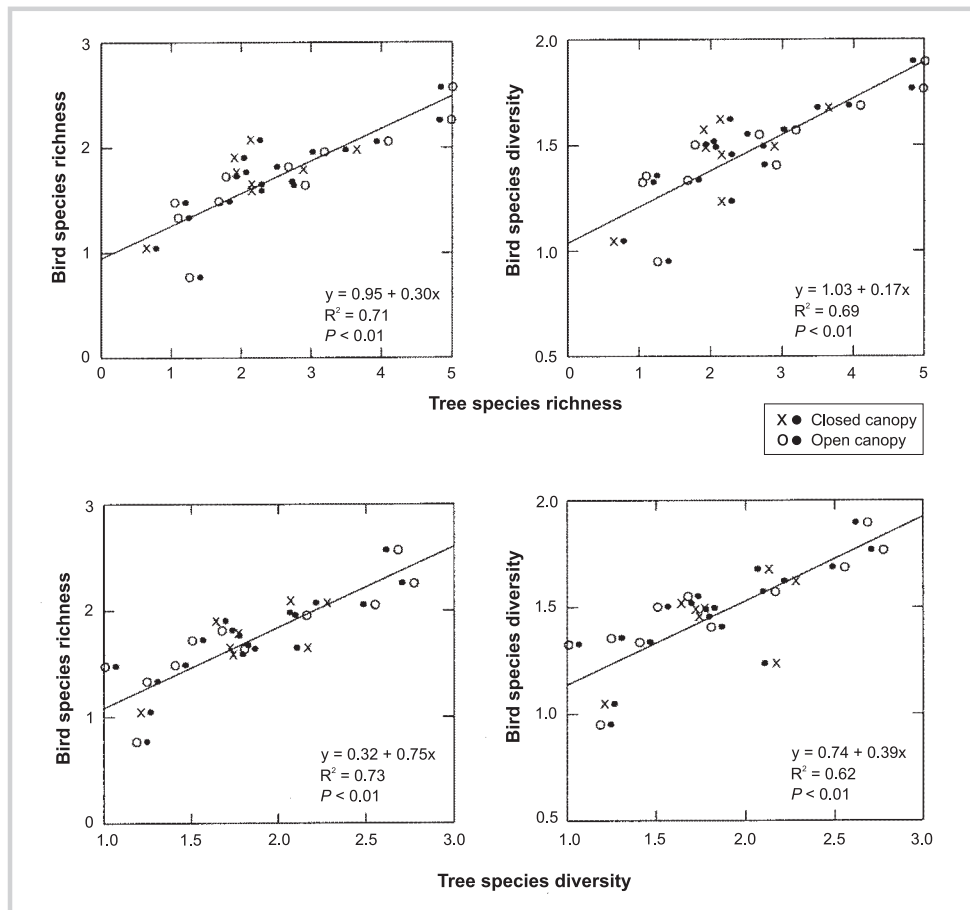 3
2
1
0
Bird species richness
y = 0.95 + 0.30x
R² = 0.71
P < 0.01
0 1 2 3 4 5
2.0
1.5
1.0
0.5
Bird species diversity
y = 1.03 + 0.17x
R² = 0.69
P < 0.01
0 1 2 3 4 5
Tree species richness
X ● Closed canopy
O ● Open canopy
3
2
1
0
Bird species richness
y = 0.32 + 0.75x
R² = 0.73
P < 0.01
1.0 1.5 2.0 2.5 3.0
2.0
1.5
1.0
0.5
Bird species diversity
y = 0.74 + 0.39x
R² = 0.62
P < 0.01
1.0 1.5 2.0 2.5 3.0
Tree species diversity